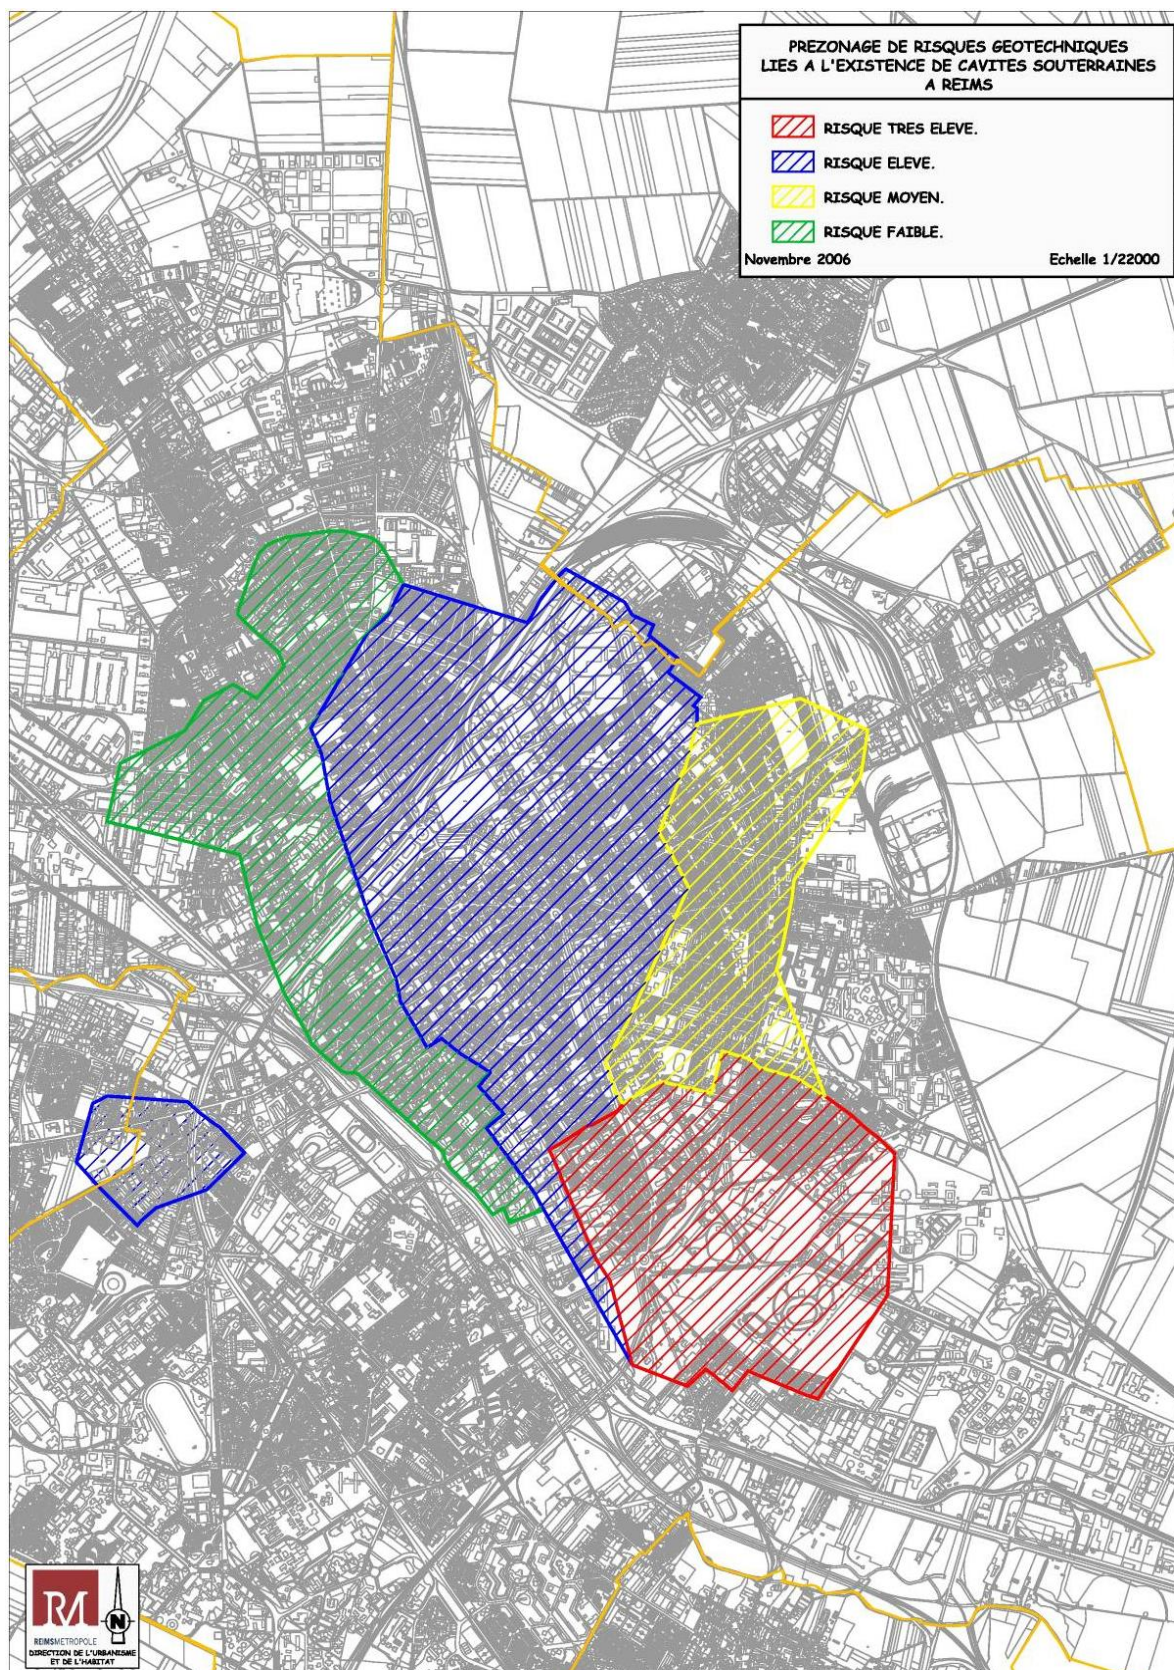 PREZONAGE DE RISQUES GEOTECHNIQUES
LIES A L'EXISTENCE DE CAVITES SOUTERRAINES
A REIMS
RISQUE TRES ELEVE.
RISQUE ELEVE.
RISQUE MOYEN.
RISQUE FAIBLE.
Novembre 2006 Echelle 1/22000
RM
N
REIMSMETROPOLE
DIRECTION DE L'URBANISME
ET DE L'HABITAT